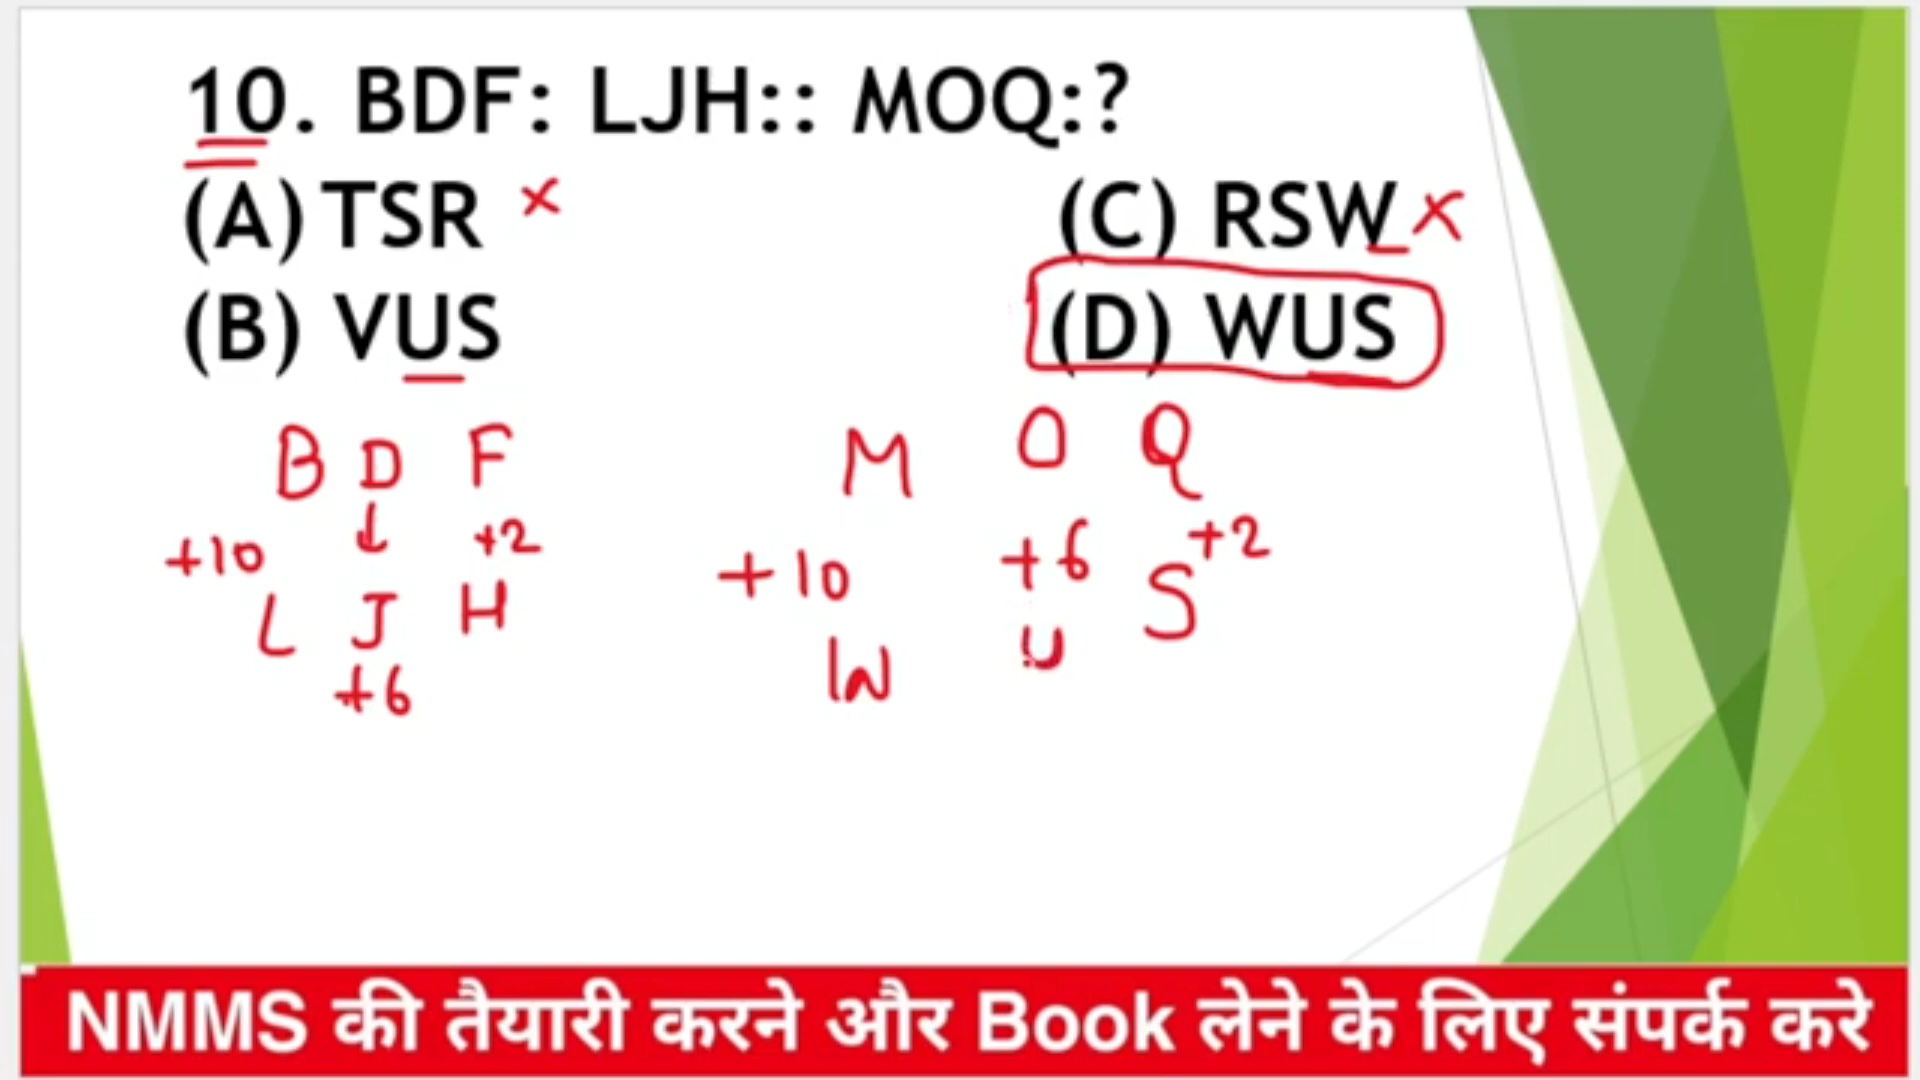 10. BDF: LJH:: MOQ:?
(A) TSR × (C) RSW ×
(B) VUS (D) WUS
B D F M O Q
+10 ↓ +2 +10 +6 +2
L J H W U S
+6
NMMS की तैयारी करने और Book लेने के लिए संपर्क करे